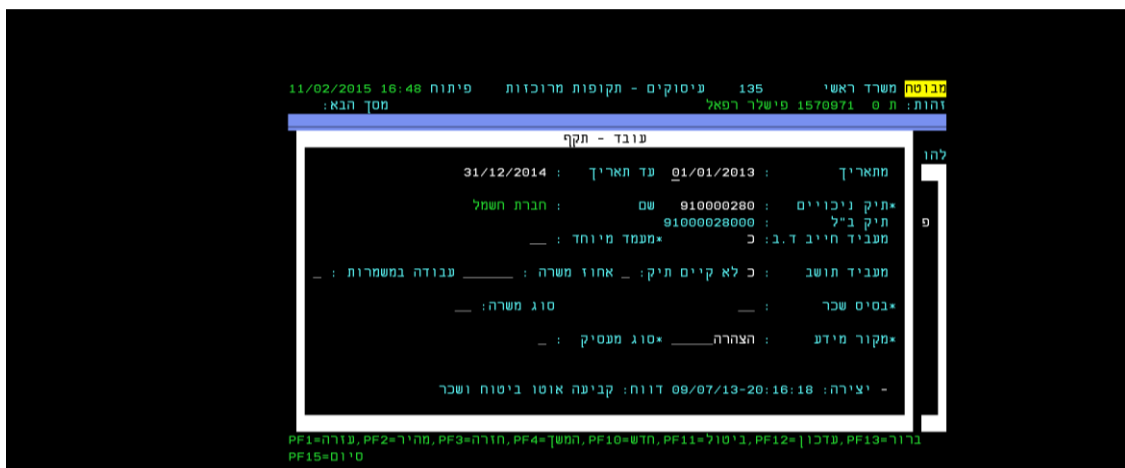 מבוטח משרד ראשי 135 עיסוקים - תקופות מרוכזות פיתוח 16:48 11/02/2015
זהות: ת 0 1570971 פישלר רפאל מסך הבא:
עובד - תקף
להו
מתאריך : 01/01/2013 עד תאריך : 31/12/2014
*תיק ניכויים : 910000280 שם : חברת חשמל
פ תיק ב"ל : 91000028000
מעביד חייב ד.ב: כ *מעמד מיוחד : __
מעביד תושב : כ לא קיים תיק: _ אחוז משרה : ______ עבודה במשמרות : _
*בסיס שכר : __ סוג משרה: __
*מקור מידע : הצהרה_____ *סוג מעסיק : _
- יצירה: 09/07/13-20:16:18 דווח: קביעה אוטו ביטוח ושכר
PF1=עזרה,PF2=מהיר,PF3=חזרה,PF4=המשך,PF10=חדש,PF11=ביטול,PF12=עדכון,PF13=ברור
PF15=סיום